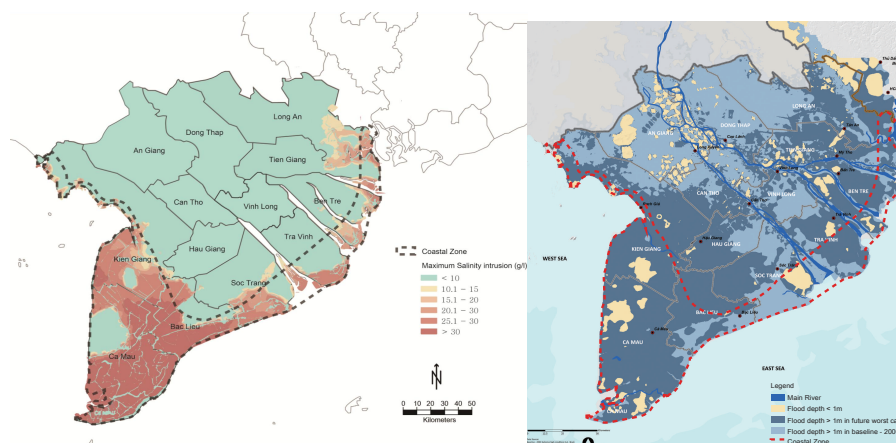 Long An
Dong Thap
An Giang
Tien Giang
Ben Tre
Can Tho
Vinh Long
Tra Vinh
Hau Giang
Kien Giang
Soc Trang
Bac Lieu
Ca Mau
Coastal Zone
Maximum Salinity intrusion (g/l)
< 10
10.1 – 15
15.1 – 20
20.1 – 30
25.1 – 30
> 30
N
0 10 20 30 40 50
Kilometers
LONG AN
DONG THAP
AN GIANG
BEN TRE
CAN THO
VINH LONG
TRA VINH
KIEN GIANG
HAU GIANG
SOC TRANG
WEST SEA
BAC LIEU
CA MAU
EAST SEA
Legend
Main River
Flood depth < 1m
Flood depth > 1m in future worst ca
Flood depth > 1m in baseline - 200
Coastal Zone